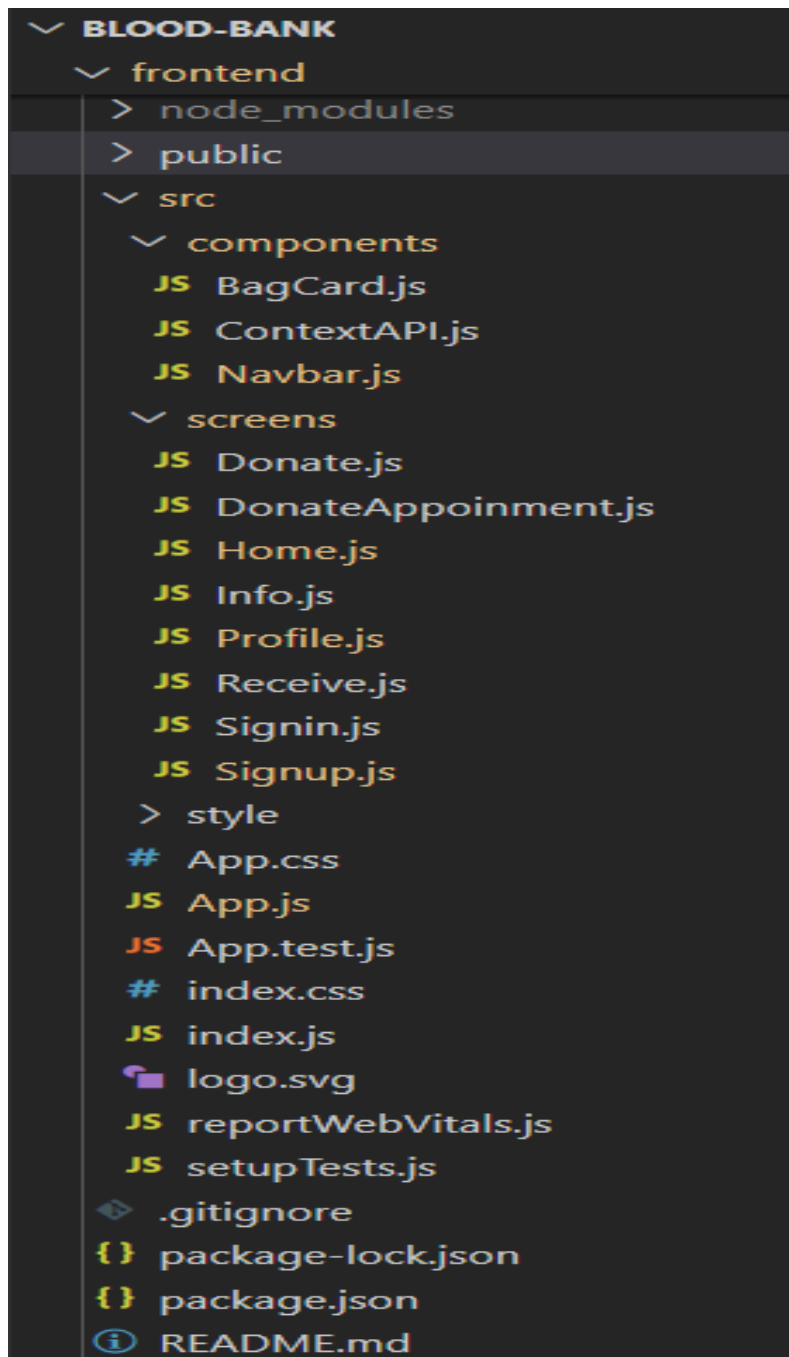 BLOOD-BANK
frontend
node_modules
public
src
components
JS BagCard.js
JS ContextAPI.js
JS Navbar.js
screens
JS Donate.js
JS DonateAppoinment.js
JS Home.js
JS Info.js
JS Profile.js
JS Receive.js
JS Signin.js
JS Signup.js
style
# App.css
JS App.js
JS App.test.js
# index.css
JS index.js
logo.svg
JS reportWebVitals.js
JS setupTests.js
.gitignore
{} package-lock.json
{} package.json
README.md